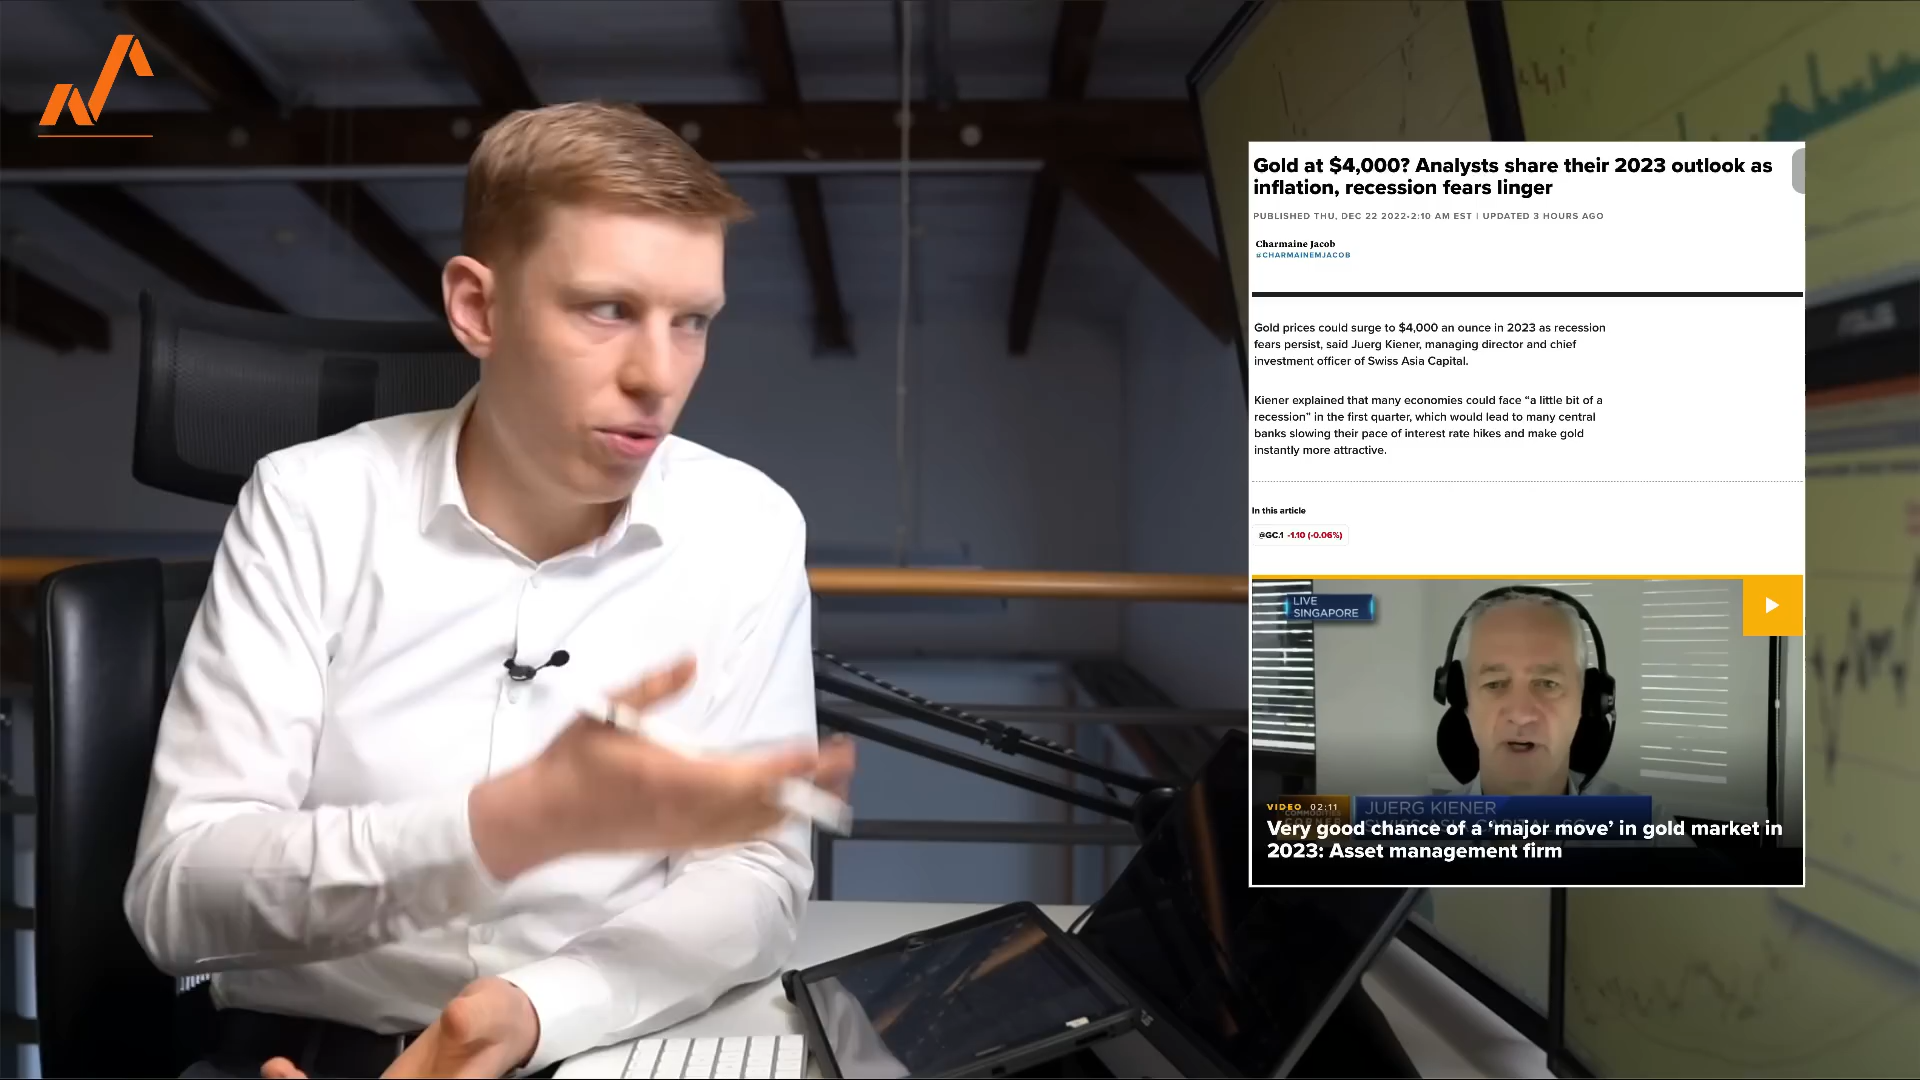 Gold at $4,000? Analysts share their 2023 outlook as
inflation, recession fears linger
PUBLISHED THU, DEC 22 2022•2:10 AM EST | UPDATED 3 HOURS AGO
Charmaine Jacob
@CHARMAINEMJACOB
Gold prices could surge to $4,000 an ounce in 2023 as recession
fears persist, said Juerg Kiener, managing director and chief
investment officer of Swiss Asia Capital.
Kiener explained that many economies could face “a little bit of a
recession” in the first quarter, which would lead to many central
banks slowing their pace of interest rate hikes and make gold
instantly more attractive.
In this article
@GC.1 -1.10 (-0.06%)
LIVE
SINGAPORE
VIDEO 02:11
JUERG KIENER
Very good chance of a ‘major move’ in gold market in
2023: Asset management firm